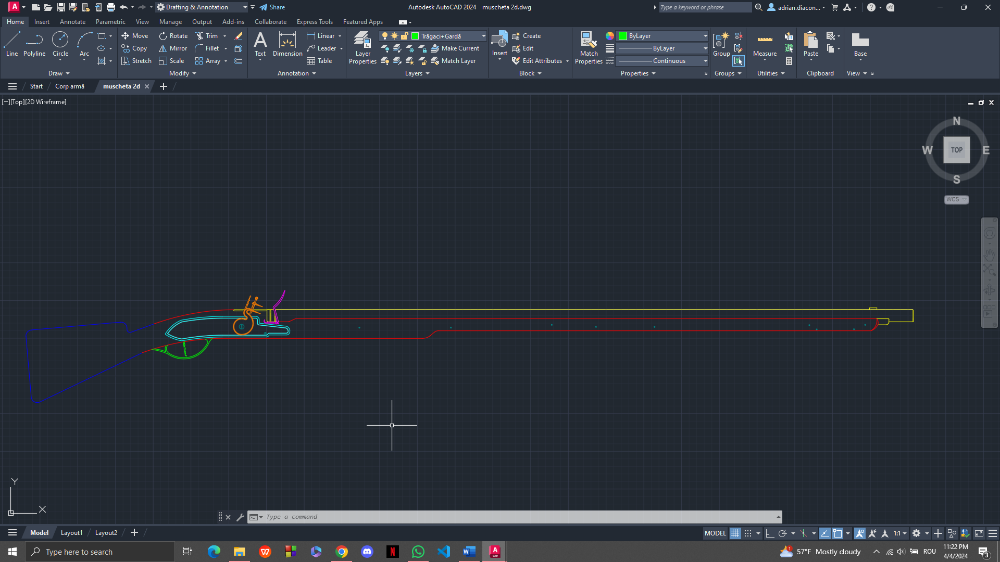 Drafting & Annotation
Share
Autodesk AutoCAD 2024 muscheta 2d.dwg
Type a keyword or phrase
adrian.diacon...
Home Insert Annotate Parametric View Manage Output Add-ins Collaborate Express Tools Featured Apps
Line Polyline Circle Arc
Draw
Move Rotate Trim
Copy Mirror Fillet
Stretch Scale Array
Modify
Text Dimension
Linear
Leader
Table
Annotation
Layer Properties
Trăgaci+Gardă
Make Current
Match Layer
Layers
Insert
Create
Edit
Edit Attributes
Block
Match Properties
ByLayer
ByLayer
Continuous
Properties
Group
Groups
Measure
Utilities
Paste
Clipboard
Base
View
Start Corp armă muscheta 2d
[−][Top][2D Wireframe]
N
W TOP E
S
WCS
Y
X
Type a command
Model Layout1 Layout2
MODEL 1:1
Type here to search
57°F Mostly cloudy
ROU
11:22 PM
4/4/2024
3